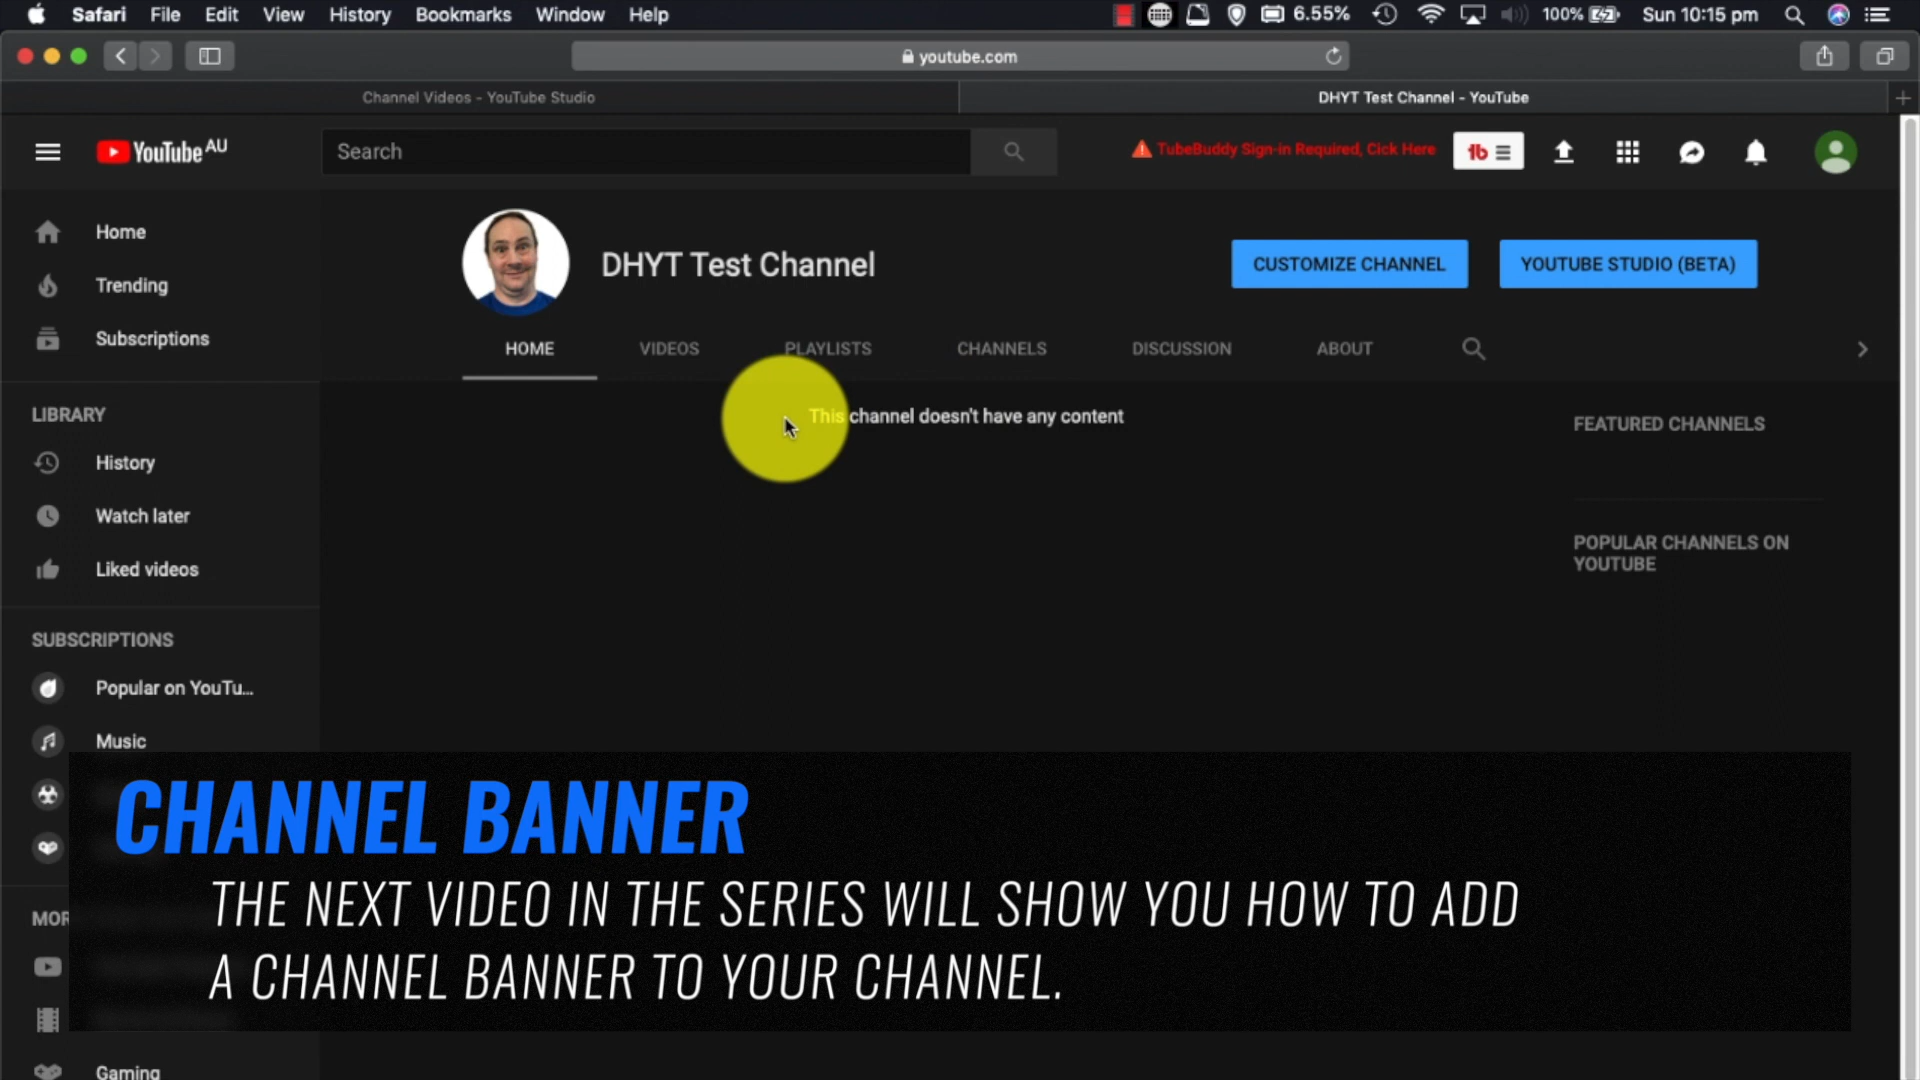 Safari File Edit View History Bookmarks Window Help 6.55% 100% Sun 10:15 pm
youtube.com
Channel Videos - YouTube Studio
DHYT Test Channel - YouTube
YouTube AU
Search
TubeBuddy Sign-in Required, Cick Here
tb
Home
Trending
Subscriptions
DHYT Test Channel
CUSTOMIZE CHANNEL
YOUTUBE STUDIO (BETA)
HOME VIDEOS PLAYLISTS CHANNELS DISCUSSION ABOUT
This channel doesn't have any content
FEATURED CHANNELS
POPULAR CHANNELS ON
YOUTUBE
LIBRARY
History
Watch later
Liked videos
SUBSCRIPTIONS
Popular on YouTu...
Music
MOR
Gaming
CHANNEL BANNER
THE NEXT VIDEO IN THE SERIES WILL SHOW YOU HOW TO ADD
A CHANNEL BANNER TO YOUR CHANNEL.